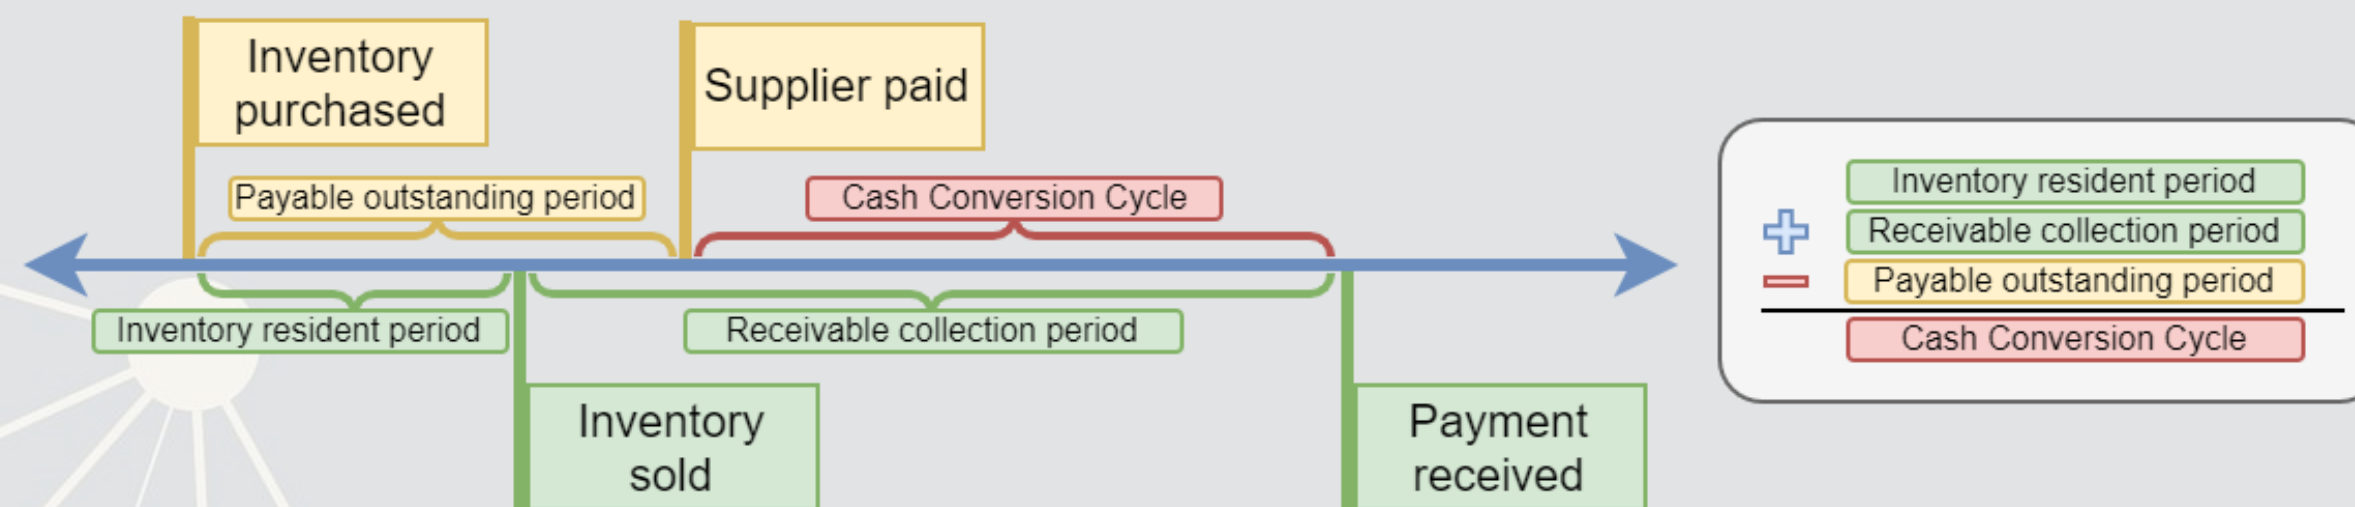 Inventory
purchased
Supplier paid
Payable outstanding period
Cash Conversion Cycle
Inventory resident period
Receivable collection period
Inventory
sold
Payment
received
Inventory resident period
Receivable collection period
Payable outstanding period
Cash Conversion Cycle